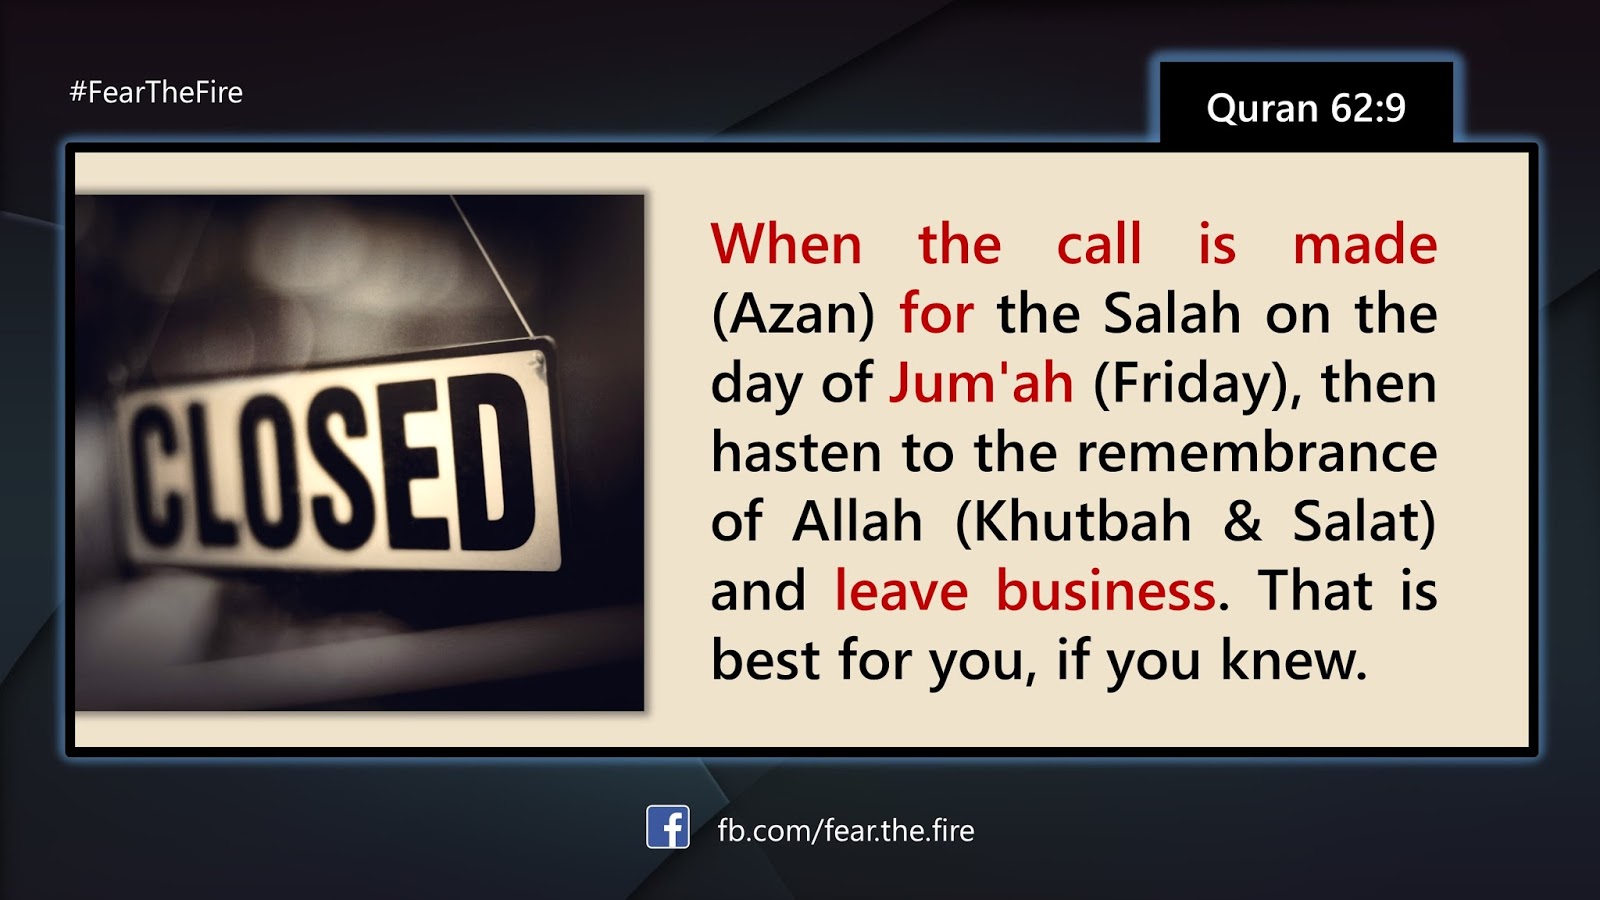 #FearTheFire
Quran 62:9
CLOSED
When the call is made
(Azan) for the Salah on the
day of Jum'ah (Friday), then
hasten to the remembrance
of Allah (Khutbah & Salat)
and leave business. That is
best for you, if you knew.
fb.com/fear.the.fire